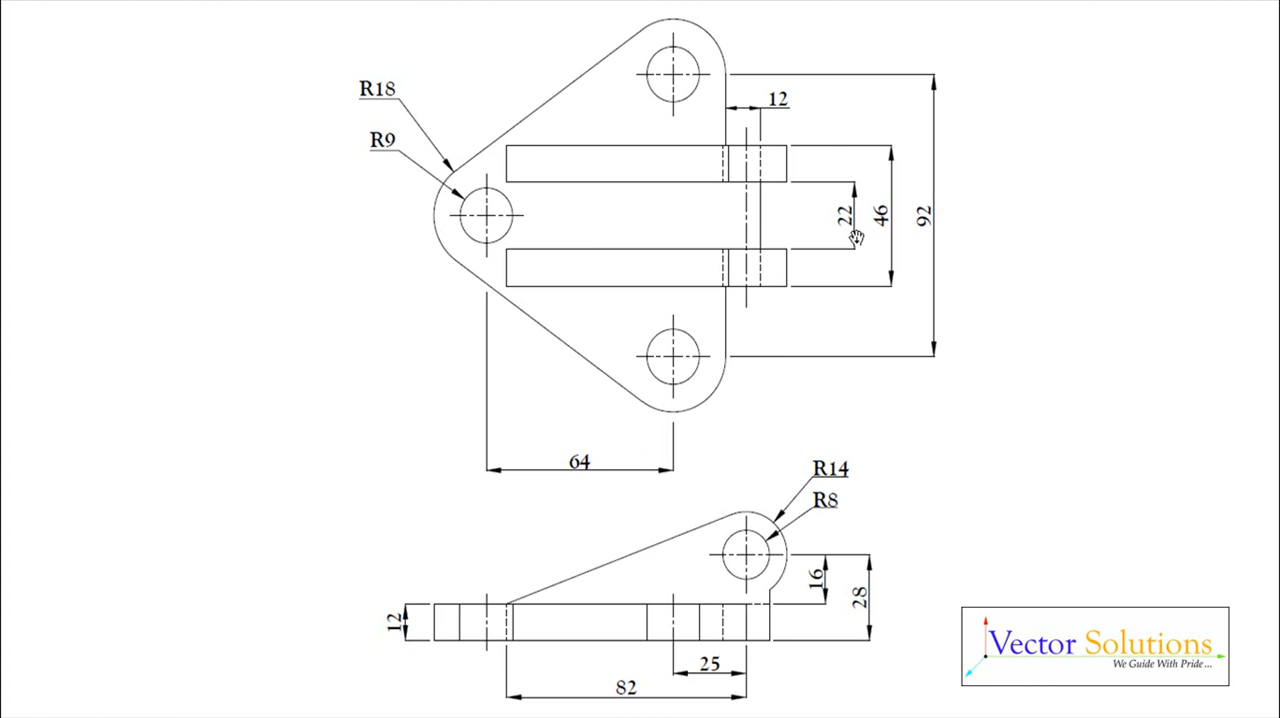 R18
12
R9
22
46
92
64
R14
R8
16
28
12
25
82
Vector Solutions
We Guide With Pride...